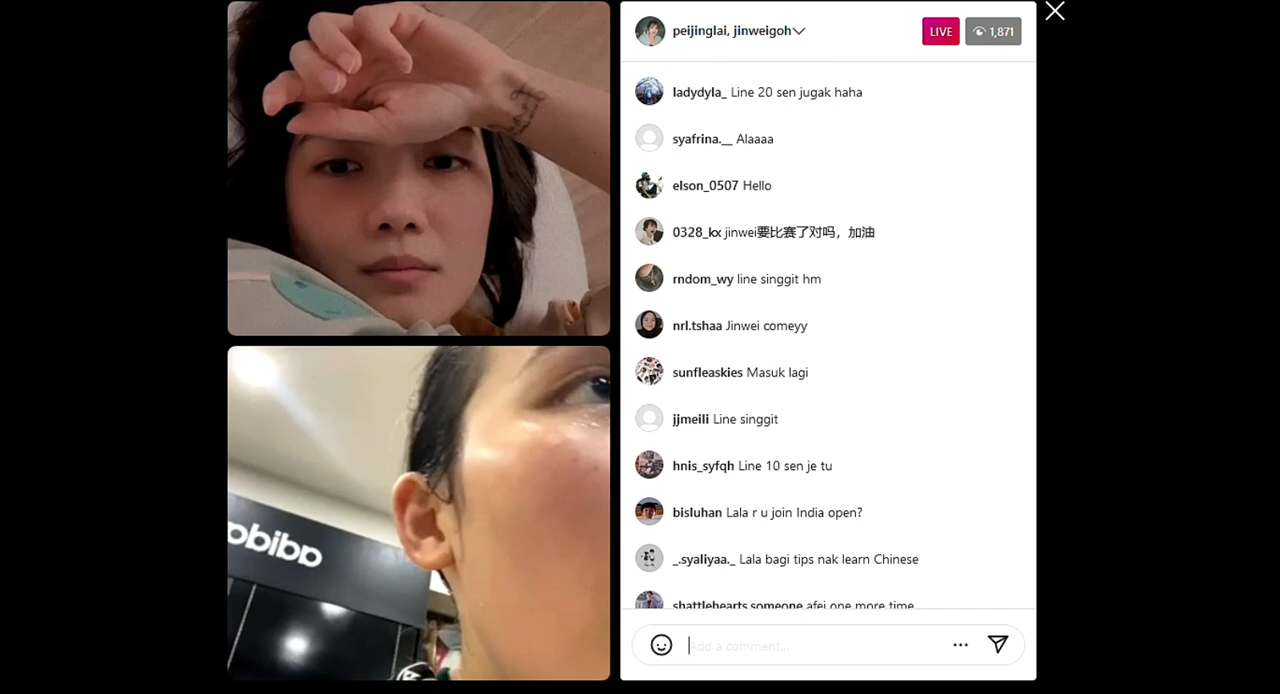 peijinglai, jinweigoh
LIVE
1,871
ladydyla_ Line 20 sen jugak haha
syafrina.__ Alaaaa
elson_0507 Hello
0328_kx jinwei要比赛了对吗，加油
rndom_wy line singgit hm
nrl.tshaa Jinwei comeyy
sunfleaskies Masuk lagi
jjmeili Line singgit
hnis_syfqh Line 10 sen je tu
bisluhan Lala r u join India open?
_.syaliyaa._ Lala bagi tips nak learn Chinese
shattlehearts.someone afei one more time
Add a comment...